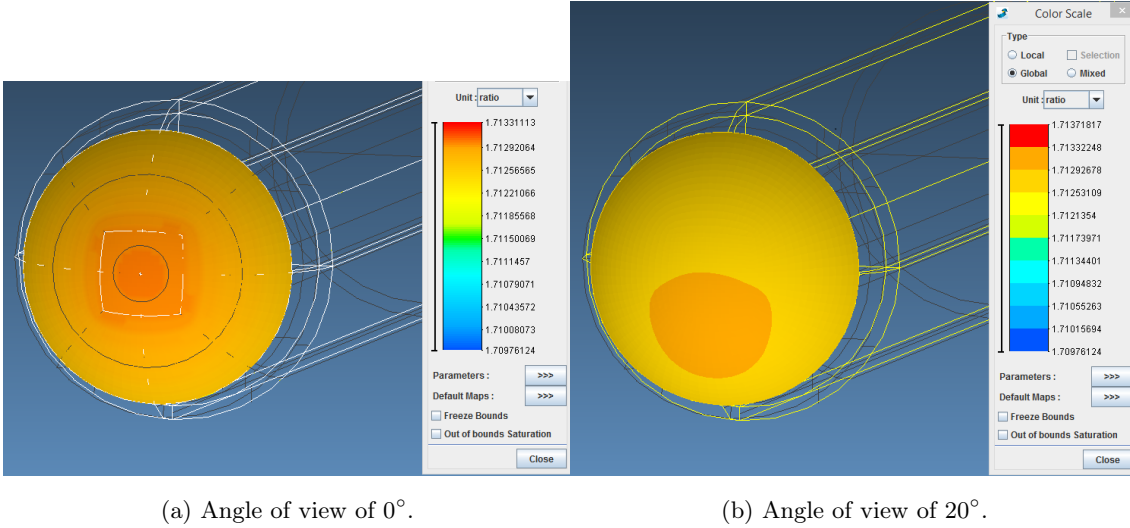 Unit : ratio
1.71331113
1.71292064
1.71256565
1.71221066
1.71185568
1.71150069
1.7111457
1.71079071
1.71043572
1.71008073
1.70976124
Parameters : >>>
Default Maps : >>>
Freeze Bounds
Out of bounds Saturation
Close
Color Scale
Type
Local Selection
Global Mixed
Unit : ratio
1.71371817
1.71332248
1.71292678
1.71253109
1.7121354
1.71173971
1.71134401
1.71094832
1.71055263
1.71015694
1.70976124
Parameters : >>>
Default Maps : >>>
Freeze Bounds
Out of bounds Saturation
Close
(a) Angle of view of 0°.
(b) Angle of view of 20°.